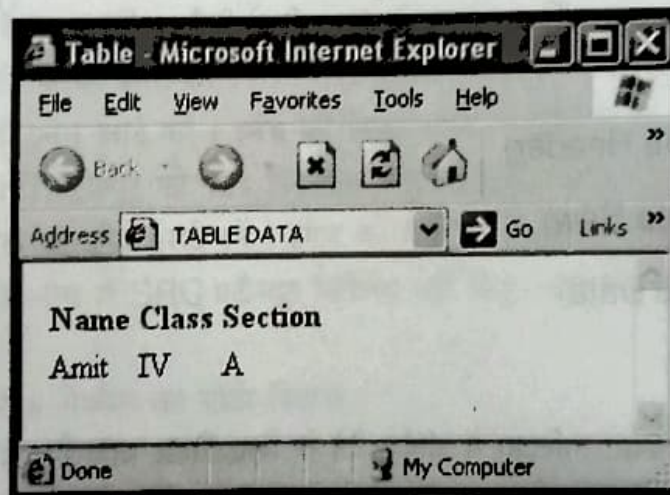 Table - Microsoft Internet Explorer
File Edit View Favorites Tools Help
Back »
Address TABLE DATA Go Links »
Name Class Section
Amit IV A
Done My Computer